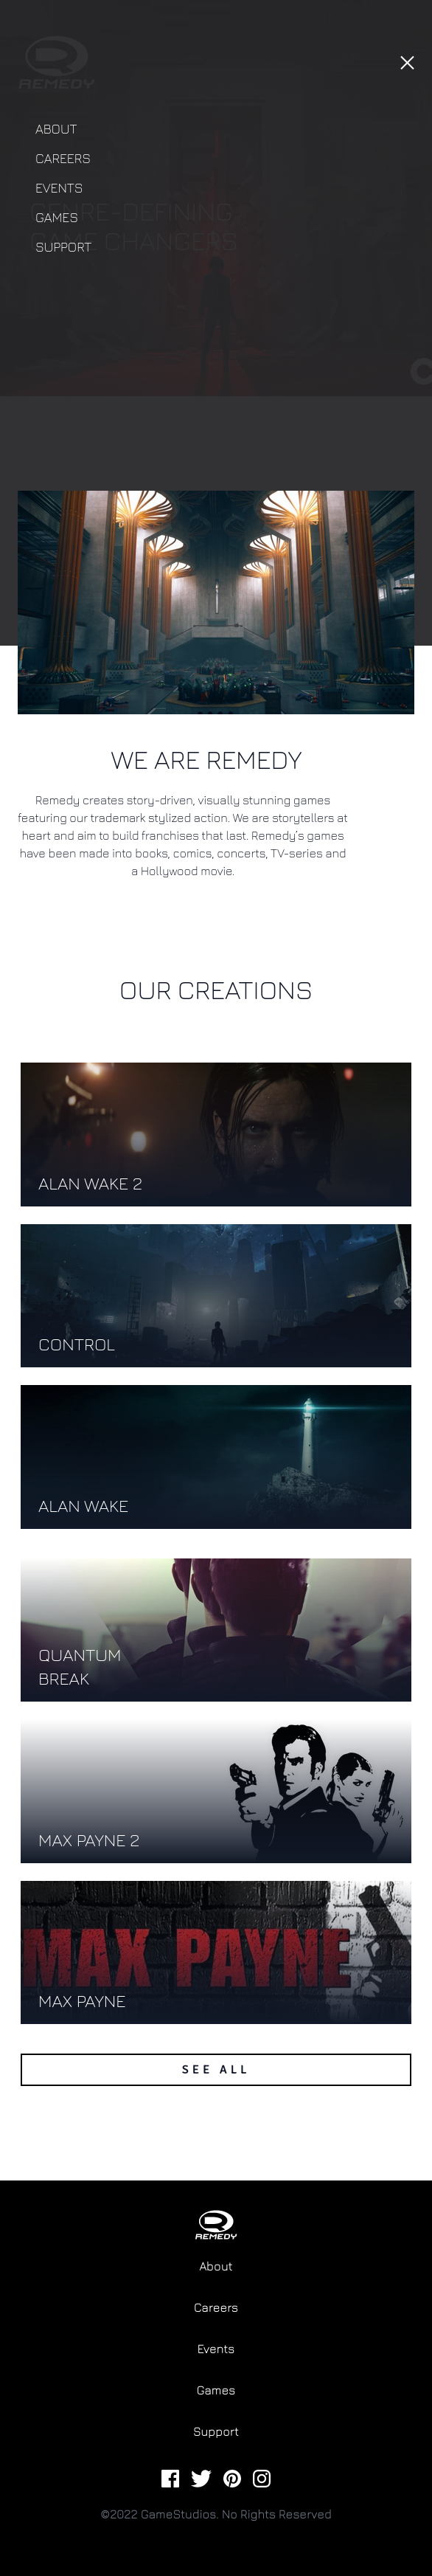 REMEDY
ABOUT
CAREERS
EVENTS
GENRE-DEFINING
GAMES
GAME CHANGERS
SUPPORT
WE ARE REMEDY
Remedy creates story-driven, visually stunning games
featuring our trademark stylized action. We are storytellers at
heart and aim to build franchises that last. Remedy's games
have been made into books, comics, concerts, TV-series and
a Hollywood movie.
OUR CREATIONS
ALAN WAKE 2
CONTROL
ALAN WAKE
QUANTUM
BREAK
MAX PAYNE 2
MAX PAYNE
MAX PAYNE
SEE ALL
REMEDY
About
Careers
Events
Games
Support
©2022 GameStudios. No Rights Reserved